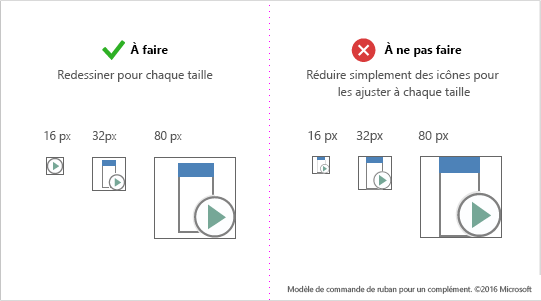 À faire
Redessiner pour chaque taille
16 px
32px
80 px
À ne pas faire
Réduire simplement des icônes pour
les ajuster à chaque taille
16 px
32px
80 px
Modèle de commande de ruban pour un complément. ©2016 Microsoft